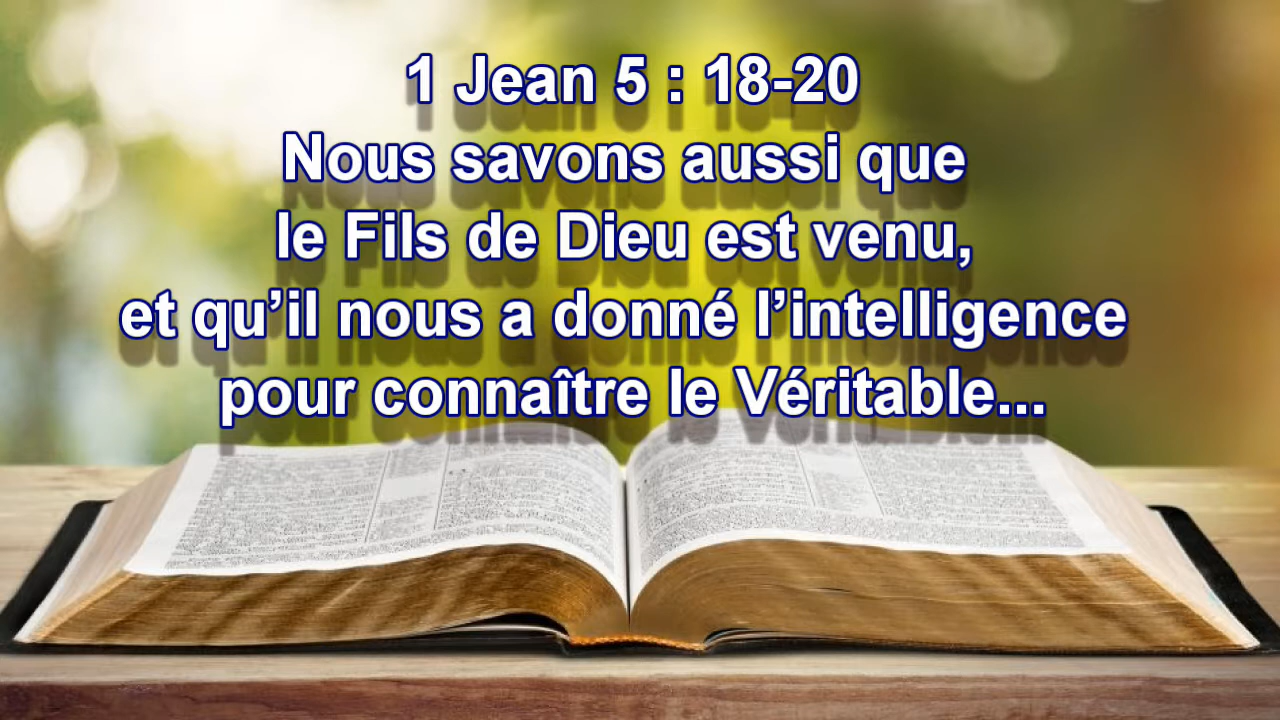 1 Jean 5 : 18-20
Nous savons aussi que
le Fils de Dieu est venu,
et qu’il nous a donné l’intelligence
pour connaître le Véritable...